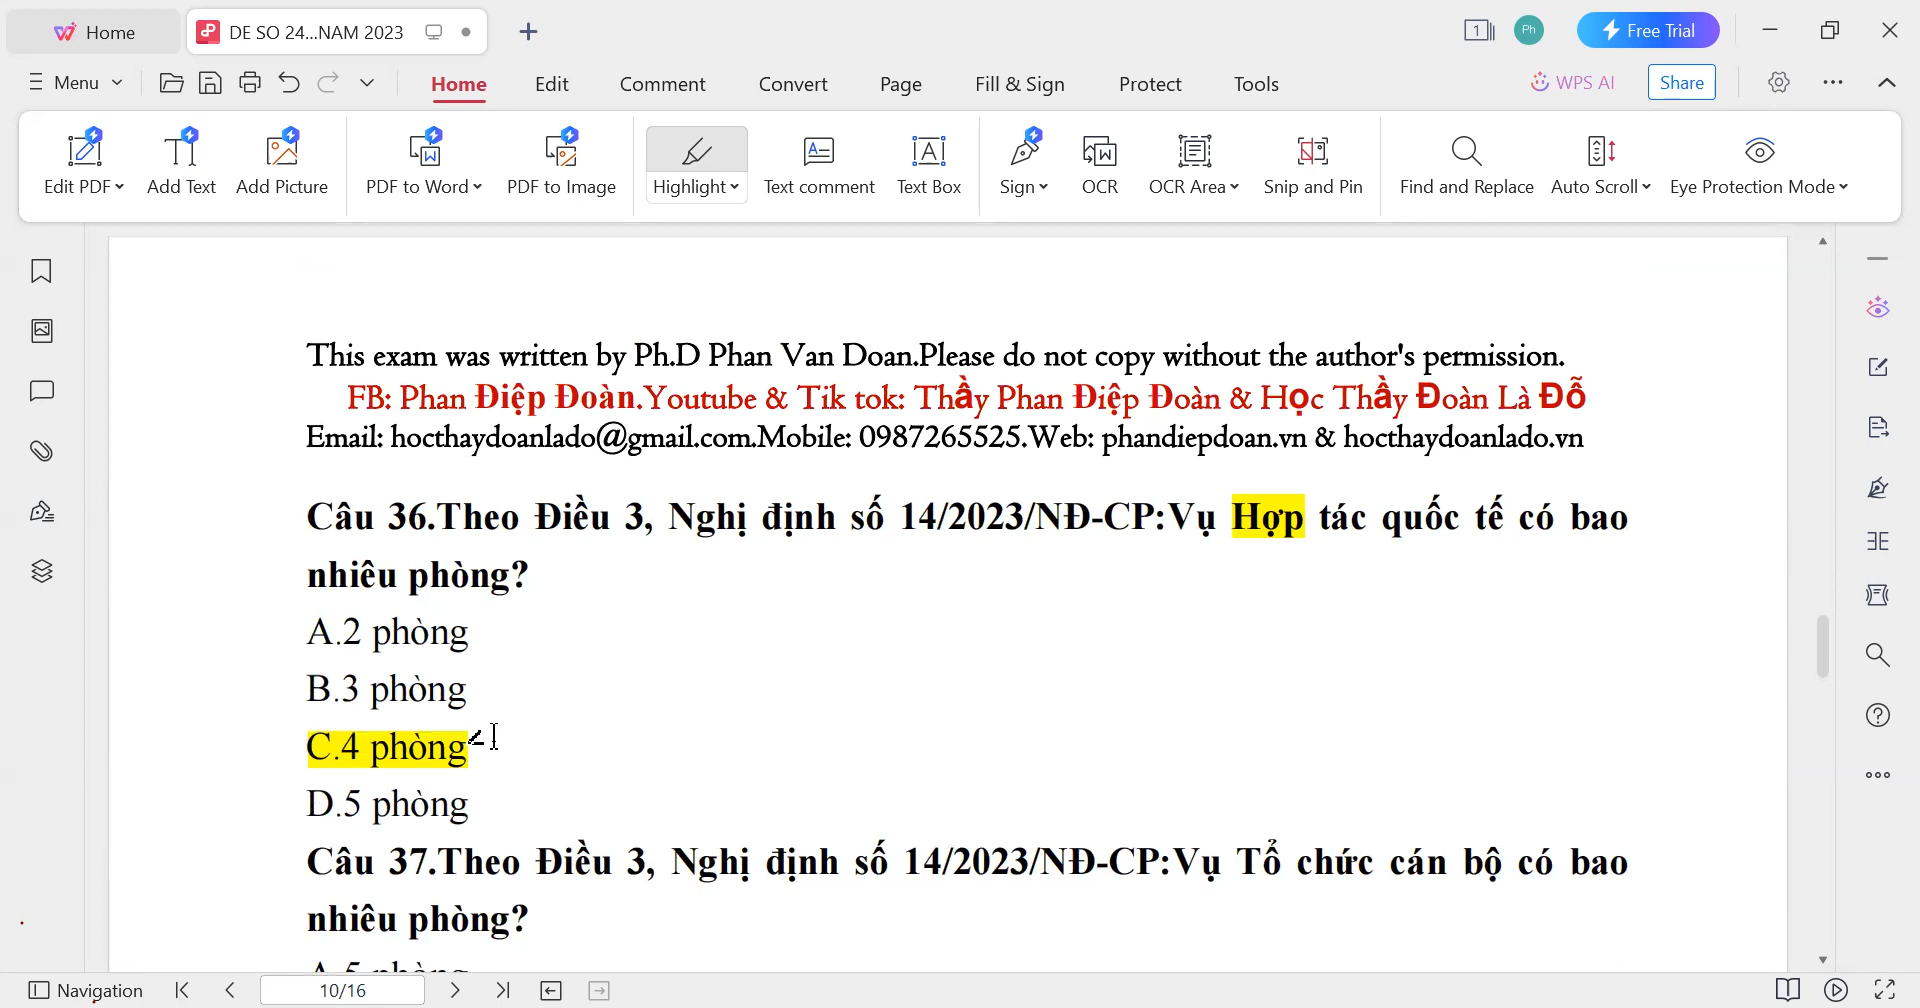 Home
DE SO 24...NAM 2023
1
Ph
Free Trial
Menu
Home
Edit
Comment
Convert
Page
Fill & Sign
Protect
Tools
WPS AI
Share
Edit PDF
Add Text
Add Picture
PDF to Word
PDF to Image
Highlight
Text comment
Text Box
Sign
OCR
OCR Area
Snip and Pin
Find and Replace
Auto Scroll
Eye Protection Mode
This exam was written by Ph.D Phan Van Doan.Please do not copy without the author's permission.
FB: Phan Điệp Đoàn.Youtube & Tik tok: Thầy Phan Điệp Đoàn & Học Thầy Đoàn Là Đỗ
Email: hocthaydoanlado@gmail.com.Mobile: 0987265525.Web: phandiepdoan.vn & hocthaydoanlado.vn
Câu 36.Theo Điều 3, Nghị định số 14/2023/NĐ-CP:Vụ Hợp tác quốc tế có bao
nhiêu phòng?
A.2 phòng
B.3 phòng
C.4 phòng
D.5 phòng
Câu 37.Theo Điều 3, Nghị định số 14/2023/NĐ-CP:Vụ Tổ chức cán bộ có bao
nhiêu phòng?
A.5 phòng
Navigation
10/16